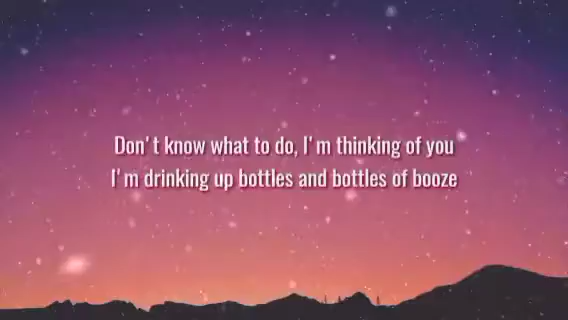 Don't know what to do, I'm thinking of you
I'm drinking up bottles and bottles of booze